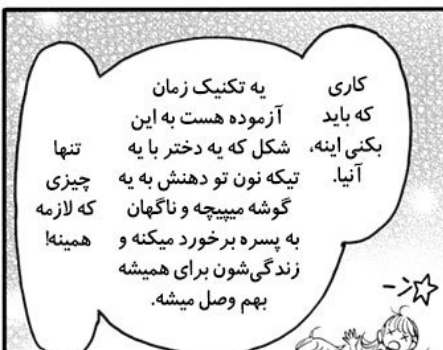 کاری
که باید
بکنی اینه،
آنیا.
یه تکنیک زمان
آزموده هست به این
شکل که یه دختر با یه
تیکه نون تو دهنش به یه
گوشه میپیچه و ناگهان
به پسره برخورد میکنه و
زندگی‌شون برای همیشه
بهم وصل میشه.
تنها
چیزی
که لازمه
همینه!